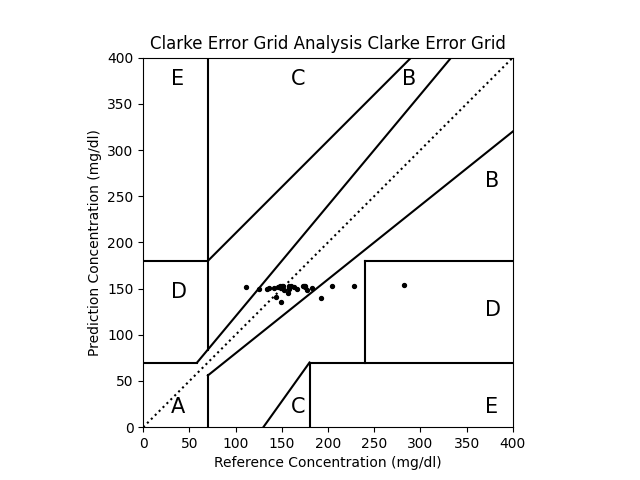 Clarke Error Grid Analysis Clarke Error Grid
400
350
300
250
200
150
100
50
0
Prediction Concentration (mg/dl)
E
C
B
B
D
D
A
C
E
0
50
100
150
200
250
300
350
400
Reference Concentration (mg/dl)